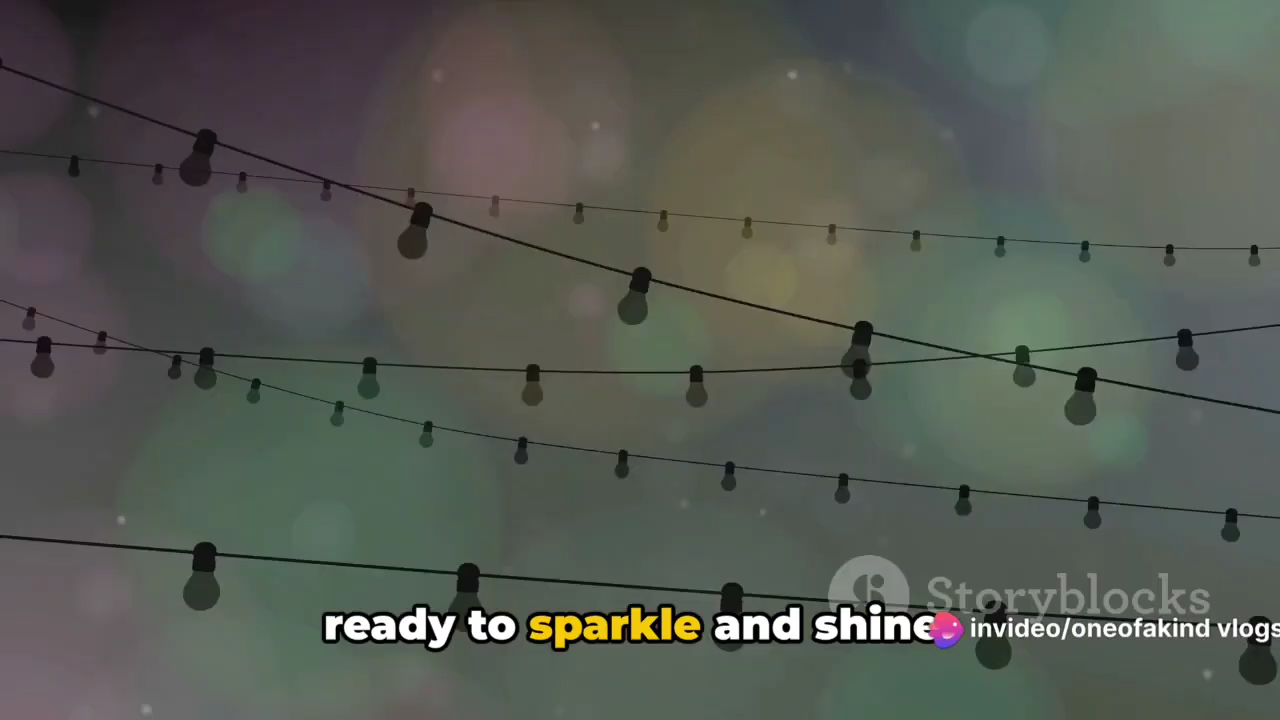 Storyblocks
ready to sparkle and shine
invideo/oneofakind vlogs